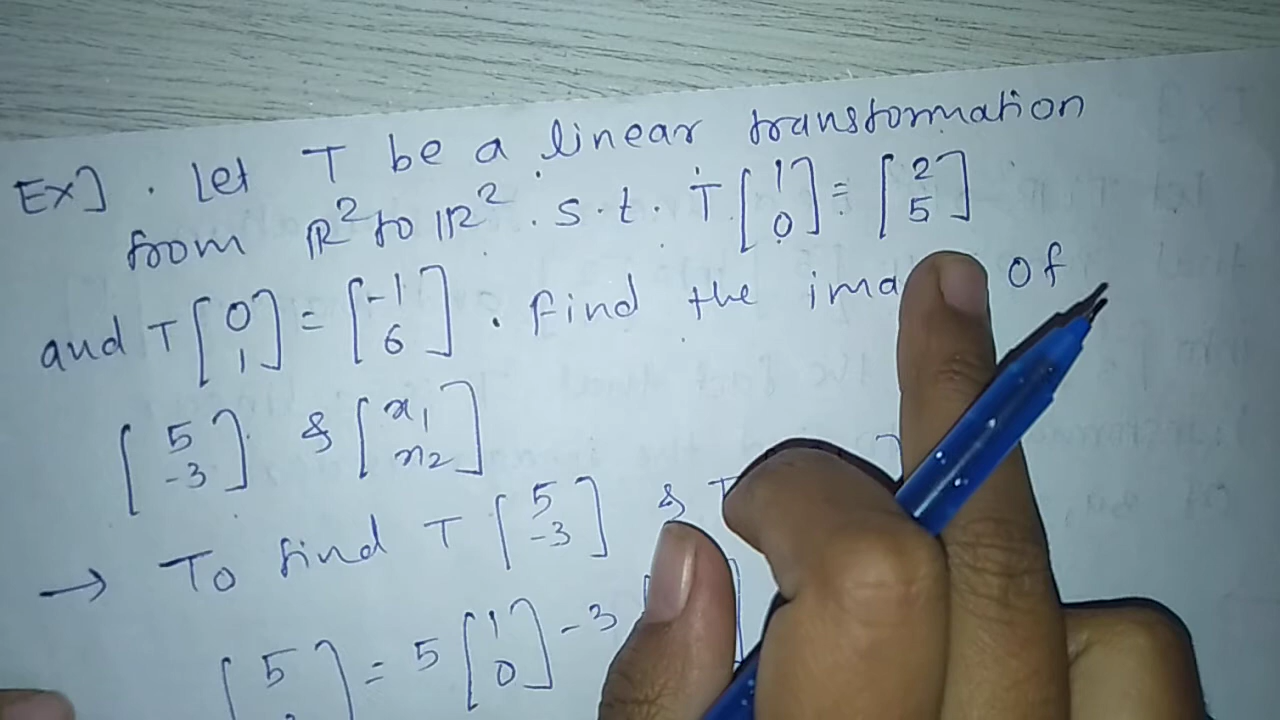 Ex]. Let T be a linear transformation
from ℝ² to ℝ². s.t. T[1 0] = [2 5]
and T[0 1] = [-1 6]. find the of
[5 -3] & [x₁ x₂]
→ To find T[5 -3] &
[5 = 5[1 0] -3